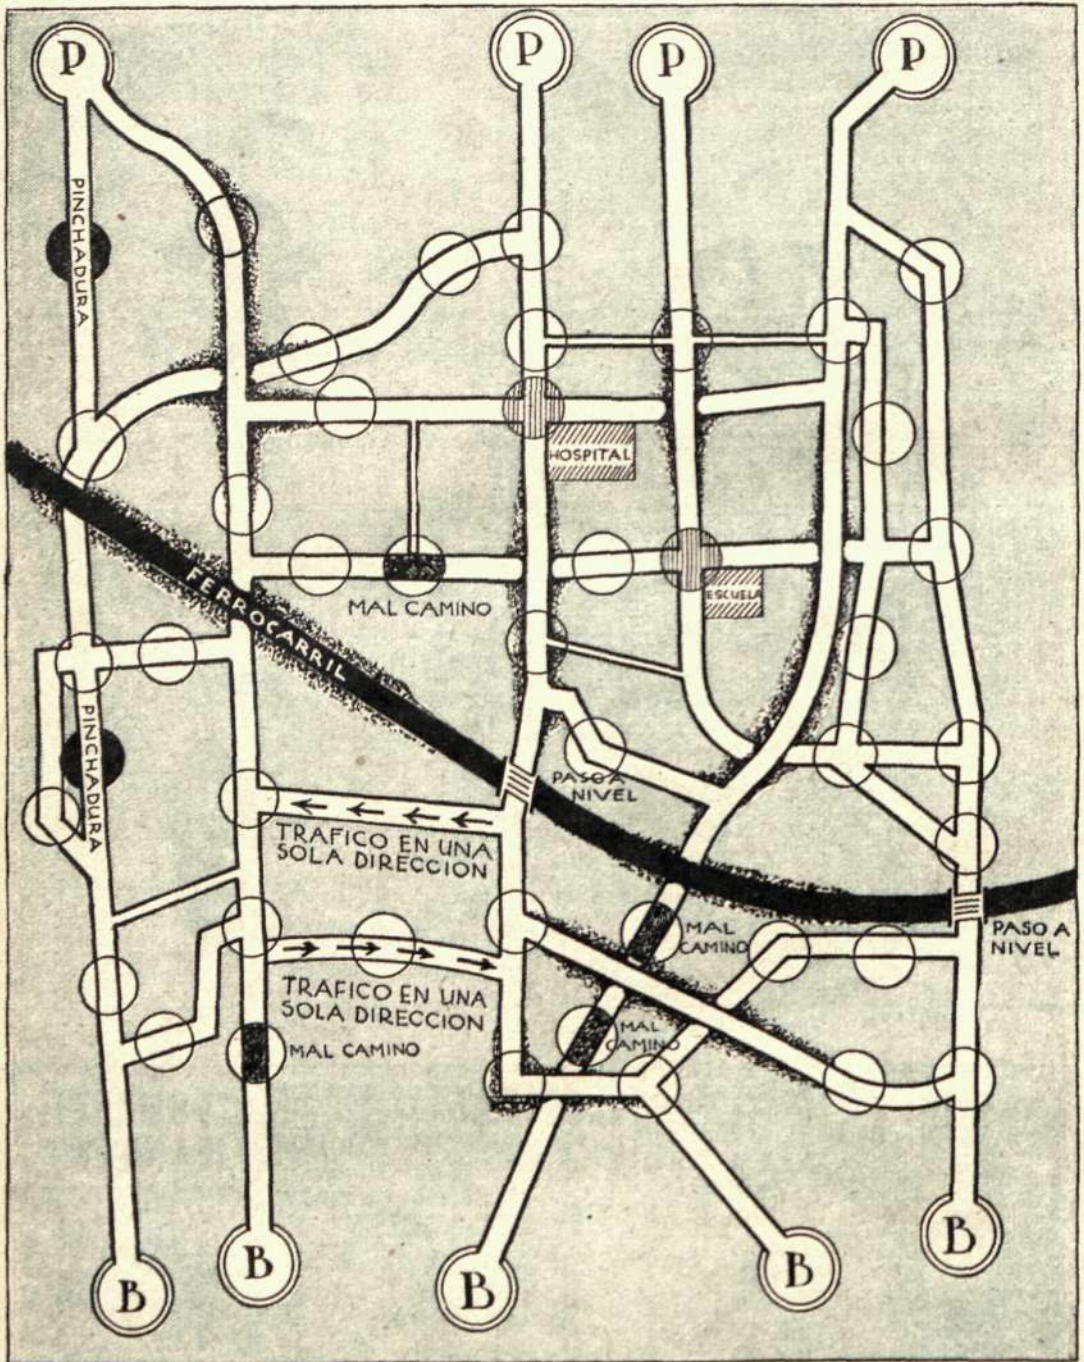 P
P
P
P
PINCHADURA
HOSPITAL
ESCUELA
MAL CAMINO
FERROCARRIL
PINCHADURA
PASO A
NIVEL
TRAFICO EN UNA
SOLA DIRECCION
MAL
CAMINO
PASO A
NIVEL
TRAFICO EN UNA
SOLA DIRECCION
MAL CAMINO
MAL
CAMINO
B
B
B
B
B